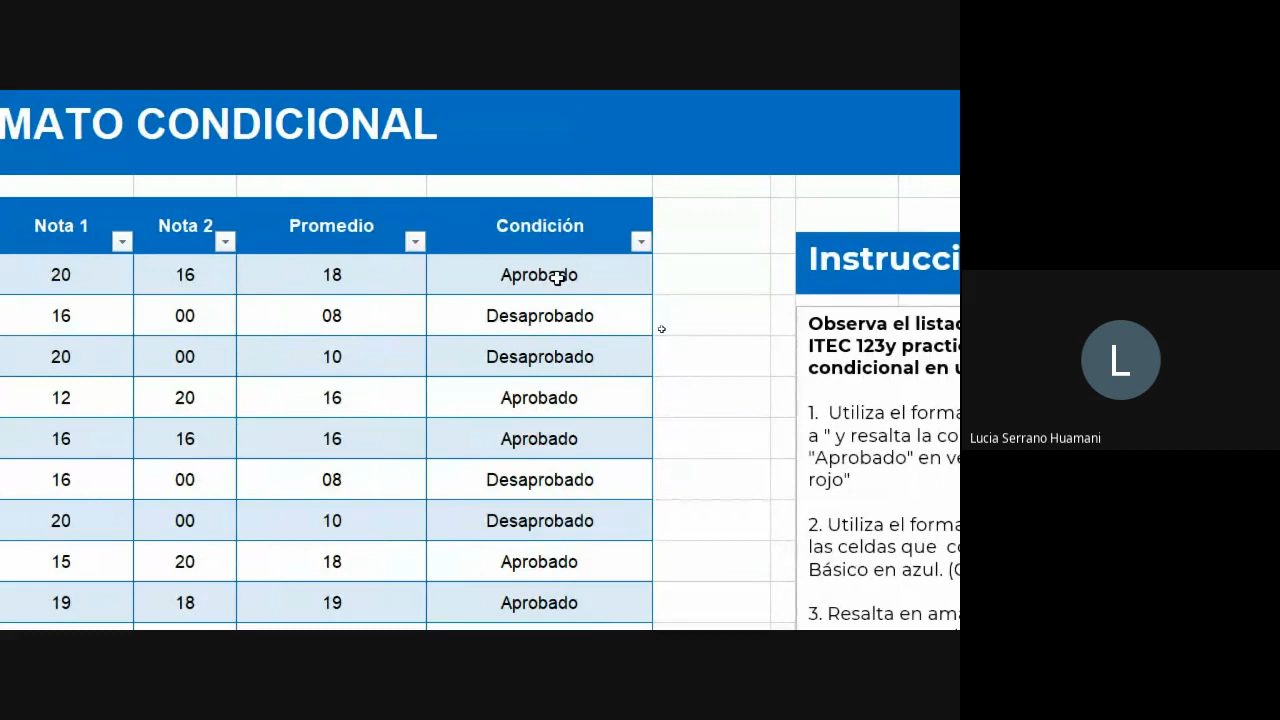 MATO CONDICIONAL
Nota 1 Nota 2 Promedio Condición
20 16 18 Aprobado
16 00 08 Desaprobado
20 00 10 Desaprobado
12 20 16 Aprobado
16 16 16 Aprobado
16 00 08 Desaprobado
20 00 10 Desaprobado
15 20 18 Aprobado
19 18 19 Aprobado
Instrucci
Observa el listad
ITEC 123y practi
condicional en u
1. Utiliza el forma
a " y resalta la co
"Aprobado" en ve
rojo"
2. Utiliza el forma
las celdas que co
Básico en azul. (
3. Resalta en ama
L
Lucia Serrano Huamani